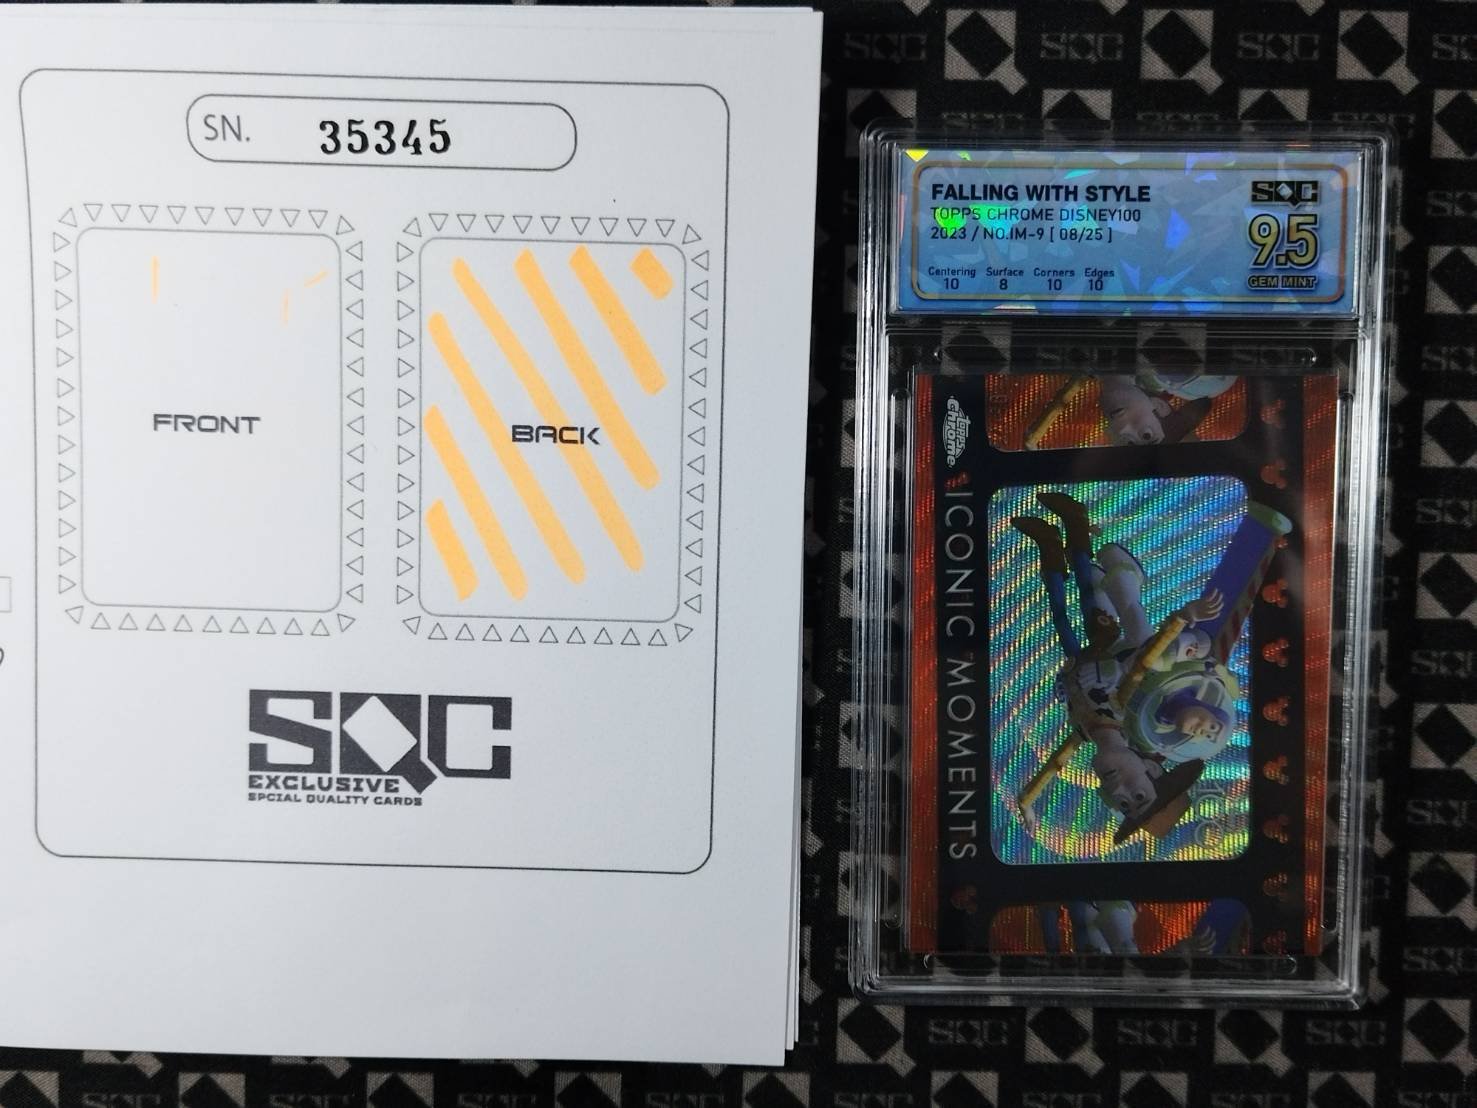 SN. 35345
FRONT
BACK
SQC
EXCLUSIVE
SPCIAL QUALITY CARDS
FALLING WITH STYLE
TOPPS CHROME DISNEY100
2023 / NO.IM-9 [ 08/25 ]
Centering Surface Corners Edges
10 8 10 10
SQC
9.5
GEM MINT
Topps Chrome
ICONIC MOMENTS
100